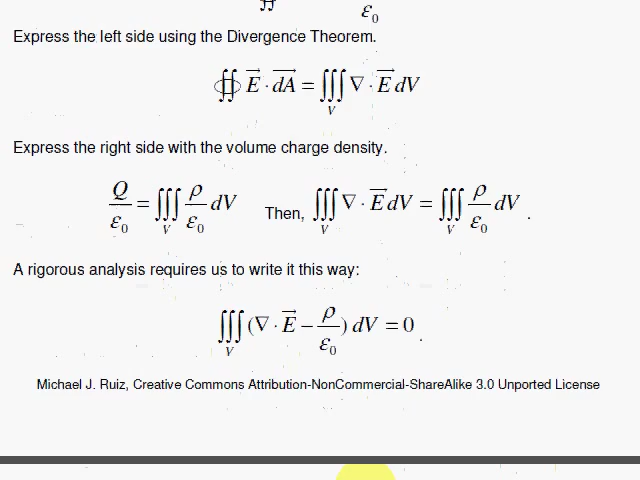 ε₀
Express the left side using the Divergence Theorem.
∯ E⃗ · dA⃗ = ∭_V ∇ · E⃗ dV
Express the right side with the volume charge density.
Q/ε₀ = ∭_V ρ/ε₀ dV Then, ∭_V ∇ · E⃗ dV = ∭_V ρ/ε₀ dV .
A rigorous analysis requires us to write it this way:
∭_V (∇ · E⃗ − ρ/ε₀) dV = 0 .
Michael J. Ruiz, Creative Commons Attribution-NonCommercial-ShareAlike 3.0 Unported License